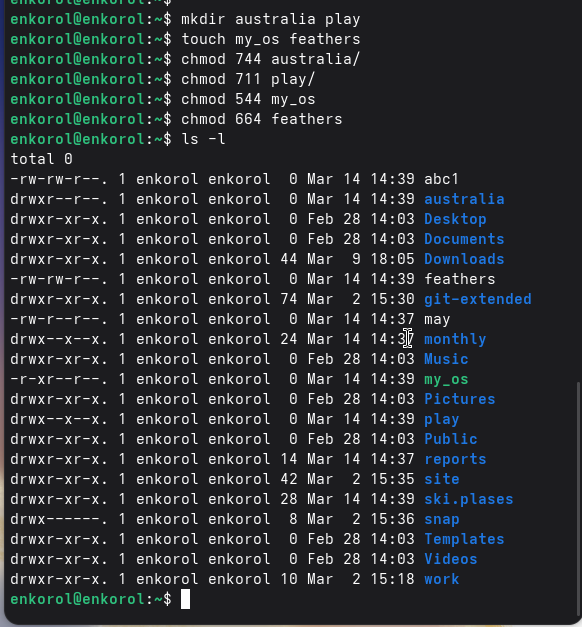 enkorol@enkorol:~$ mkdir australia play
enkorol@enkorol:~$ touch my_os feathers
enkorol@enkorol:~$ chmod 744 australia/
enkorol@enkorol:~$ chmod 711 play/
enkorol@enkorol:~$ chmod 544 my_os
enkorol@enkorol:~$ chmod 664 feathers
enkorol@enkorol:~$ ls -l
total 0
-rw-rw-r--. 1 enkorol enkorol  0 Mar 14 14:39 abc1
drwxr--r--. 1 enkorol enkorol  0 Mar 14 14:39 australia
drwxr-xr-x. 1 enkorol enkorol  0 Feb 28 14:03 Desktop
drwxr-xr-x. 1 enkorol enkorol  0 Feb 28 14:03 Documents
drwxr-xr-x. 1 enkorol enkorol 44 Mar  9 18:05 Downloads
-rw-rw-r--. 1 enkorol enkorol  0 Mar 14 14:39 feathers
drwxr-xr-x. 1 enkorol enkorol 74 Mar  2 15:30 git-extended
-rw-r--r--. 1 enkorol enkorol  0 Mar 14 14:37 may
drwx--x--x. 1 enkorol enkorol 24 Mar 14 14:37 monthly
drwxr-xr-x. 1 enkorol enkorol  0 Feb 28 14:03 Music
-r-xr--r--. 1 enkorol enkorol  0 Mar 14 14:39 my_os
drwxr-xr-x. 1 enkorol enkorol  0 Feb 28 14:03 Pictures
drwx--x--x. 1 enkorol enkorol  0 Mar 14 14:39 play
drwxr-xr-x. 1 enkorol enkorol  0 Feb 28 14:03 Public
drwxr-xr-x. 1 enkorol enkorol 14 Mar 14 14:37 reports
drwxr-xr-x. 1 enkorol enkorol 42 Mar  2 15:35 site
drwxr-xr-x. 1 enkorol enkorol 28 Mar 14 14:39 ski.plases
drwx------. 1 enkorol enkorol  8 Mar  2 15:36 snap
drwxr-xr-x. 1 enkorol enkorol  0 Feb 28 14:03 Templates
drwxr-xr-x. 1 enkorol enkorol  0 Feb 28 14:03 Videos
drwxr-xr-x. 1 enkorol enkorol 10 Mar  2 15:18 work
enkorol@enkorol:~$